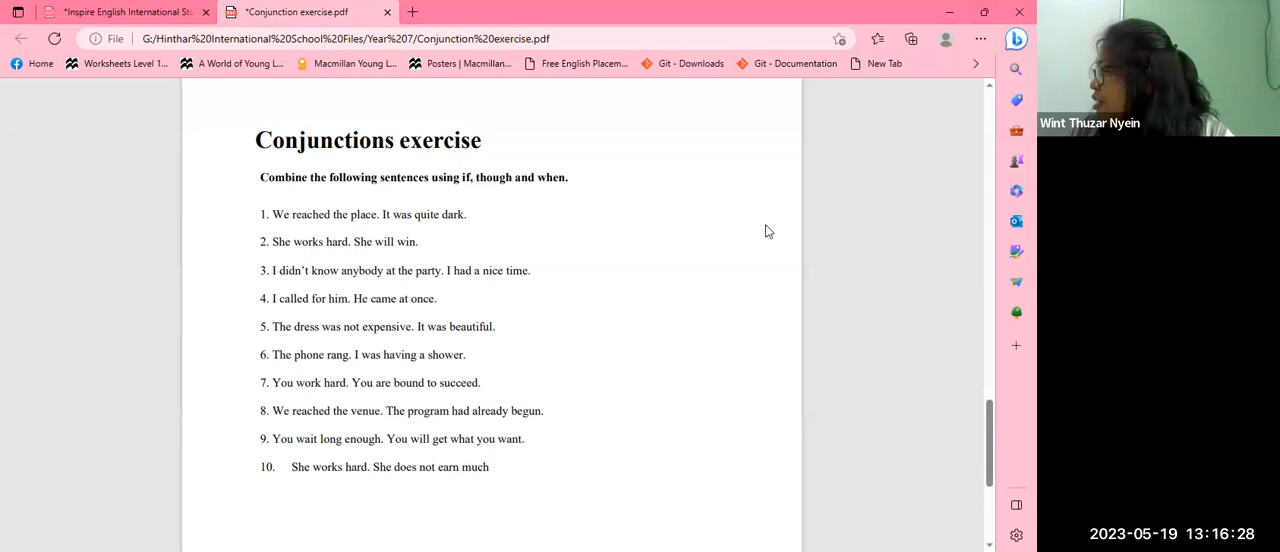 *Inspire English International Stu
*Conjunction exercise.pdf
File
G:/Hinthar%20International%20School%20Files/Year%207/Conjunction%20exercise.pdf
Home
Worksheets Level 1...
A World of Young L...
Macmillan Young L...
Posters | Macmillan...
Free English Placem...
Git - Downloads
Git - Documentation
New Tab
Wint Thuzar Nyein
Conjunctions exercise
Combine the following sentences using if, though and when.
1. We reached the place. It was quite dark.
2. She works hard. She will win.
3. I didn't know anybody at the party. I had a nice time.
4. I called for him. He came at once.
5. The dress was not expensive. It was beautiful.
6. The phone rang. I was having a shower.
7. You work hard. You are bound to succeed.
8. We reached the venue. The program had already begun.
9. You wait long enough. You will get what you want.
10. She works hard. She does not earn much
2023-05-19 13:16:28